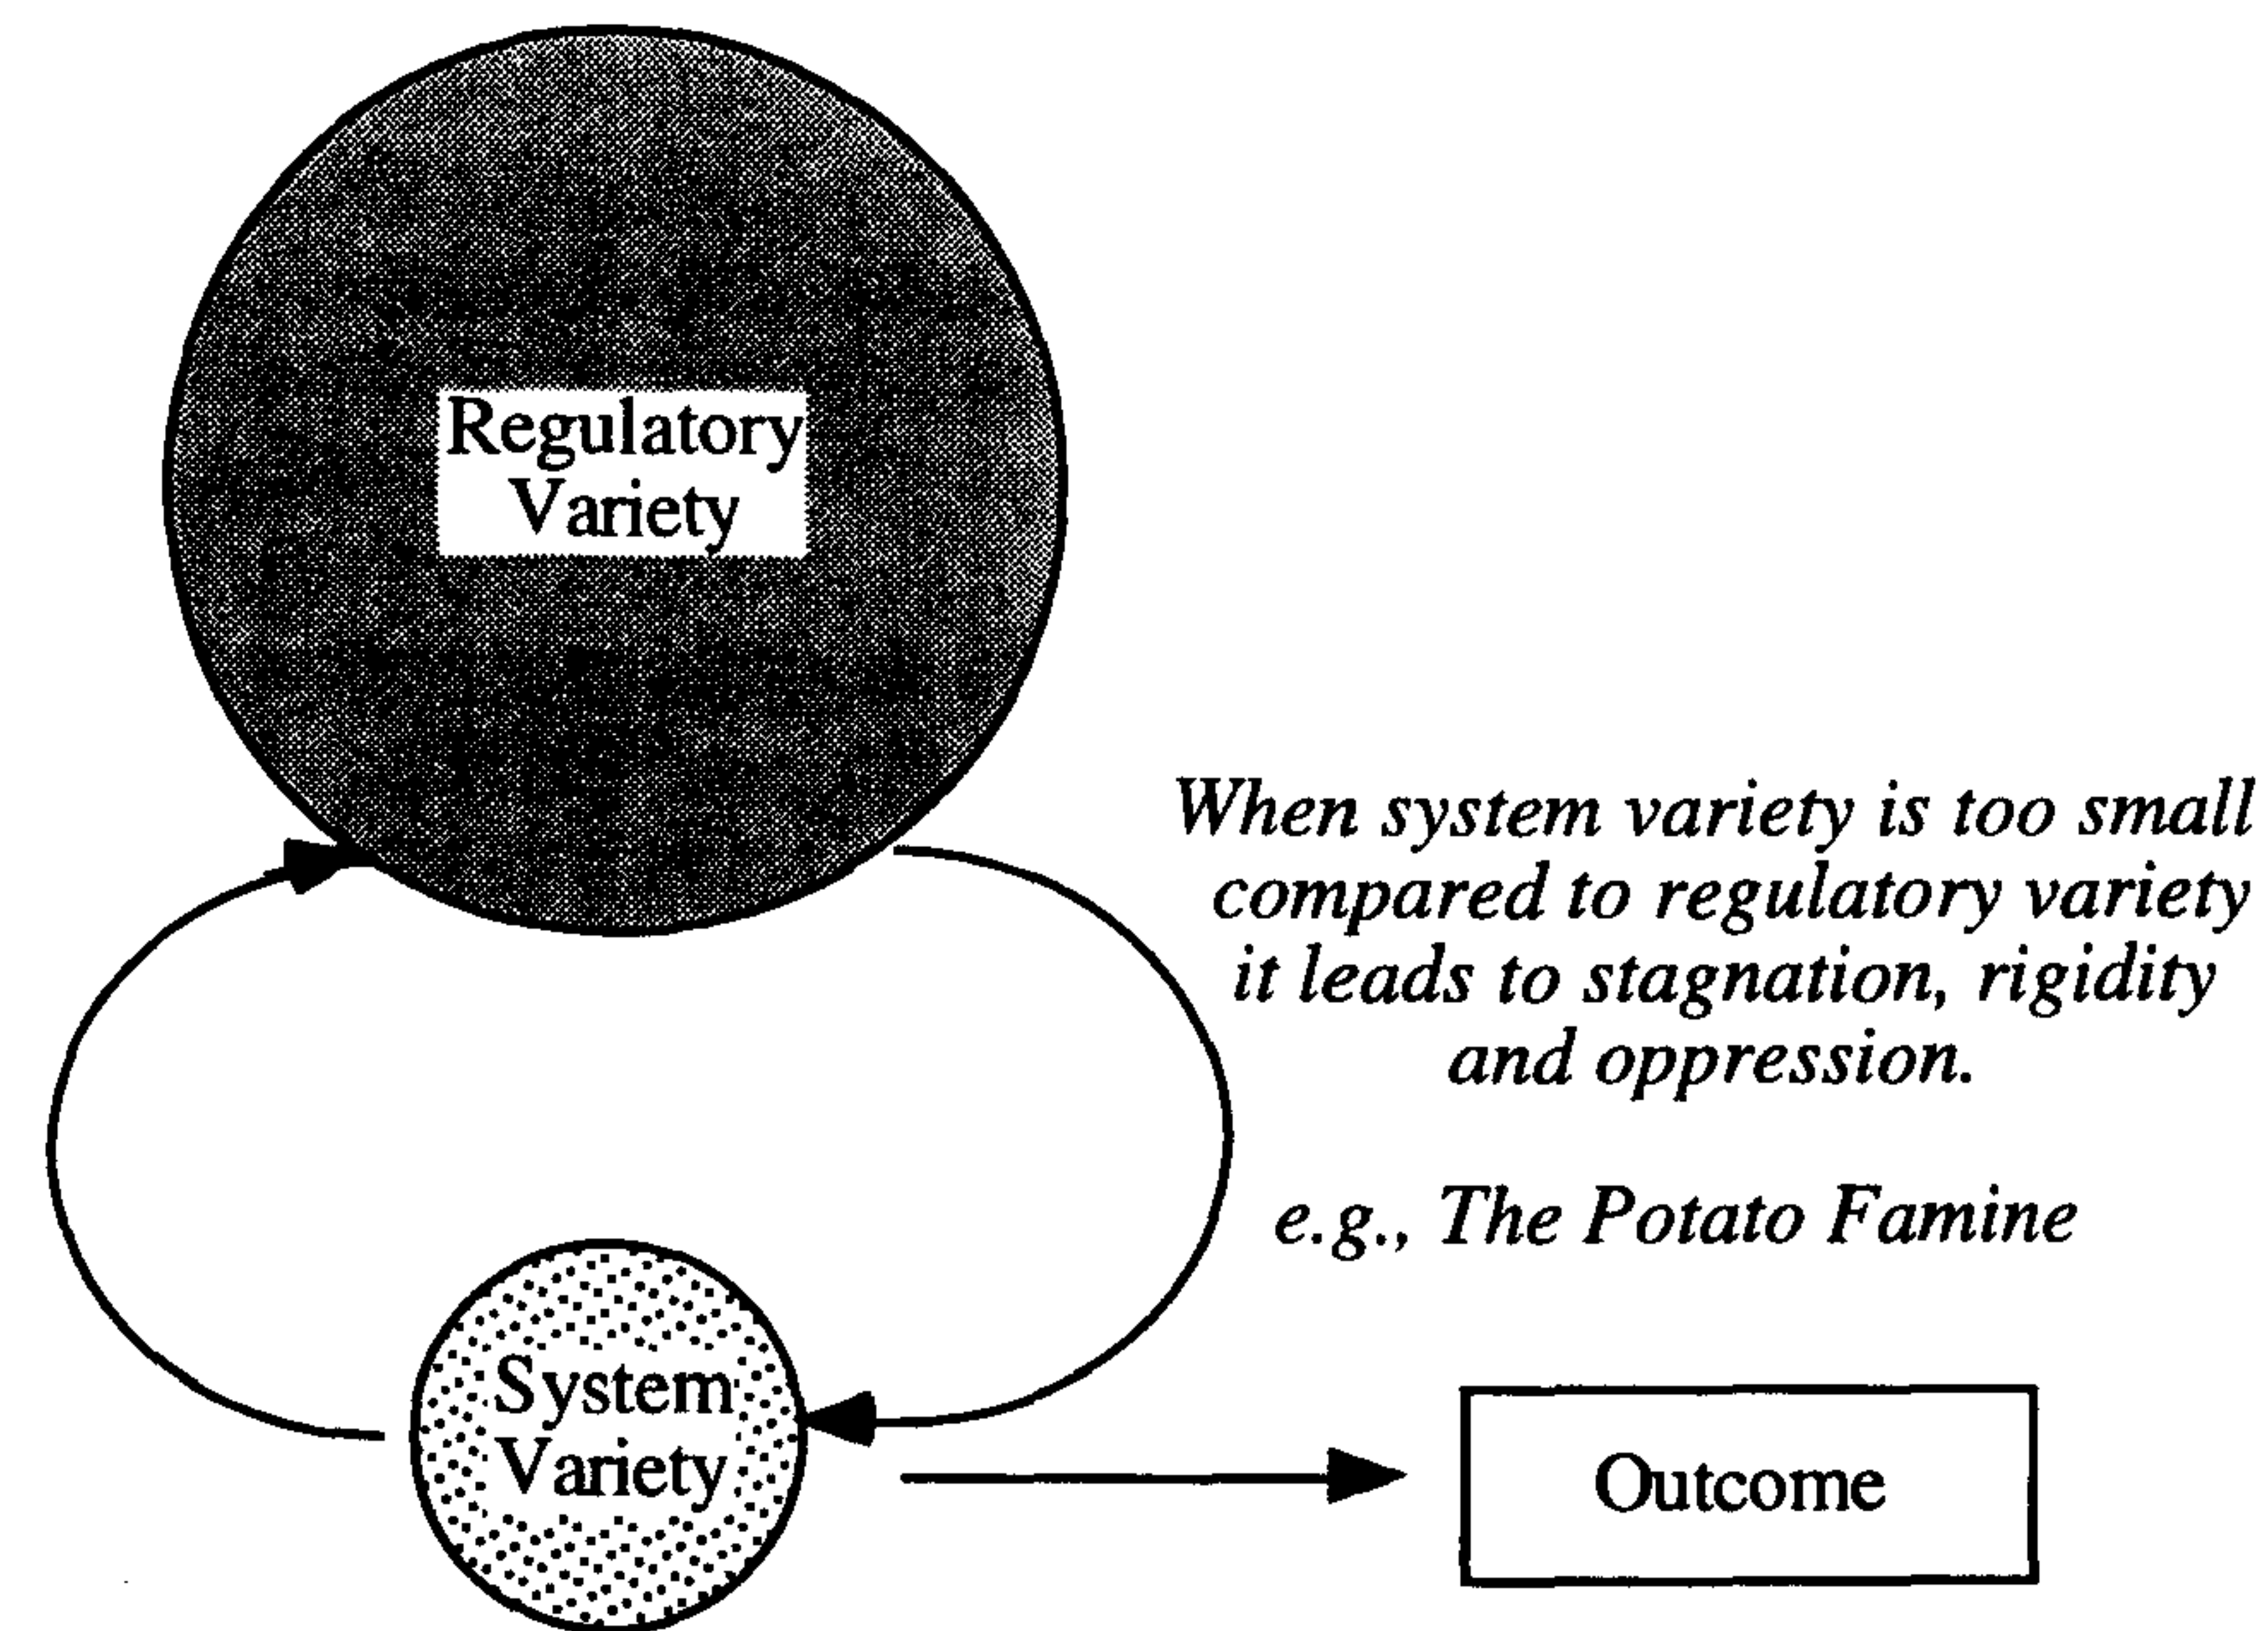 Regulatory
Variety
When system variety is too small
compared to regulatory variety
it leads to stagnation, rigidity
and oppression.
e.g., The Potato Famine
System
Variety
Outcome